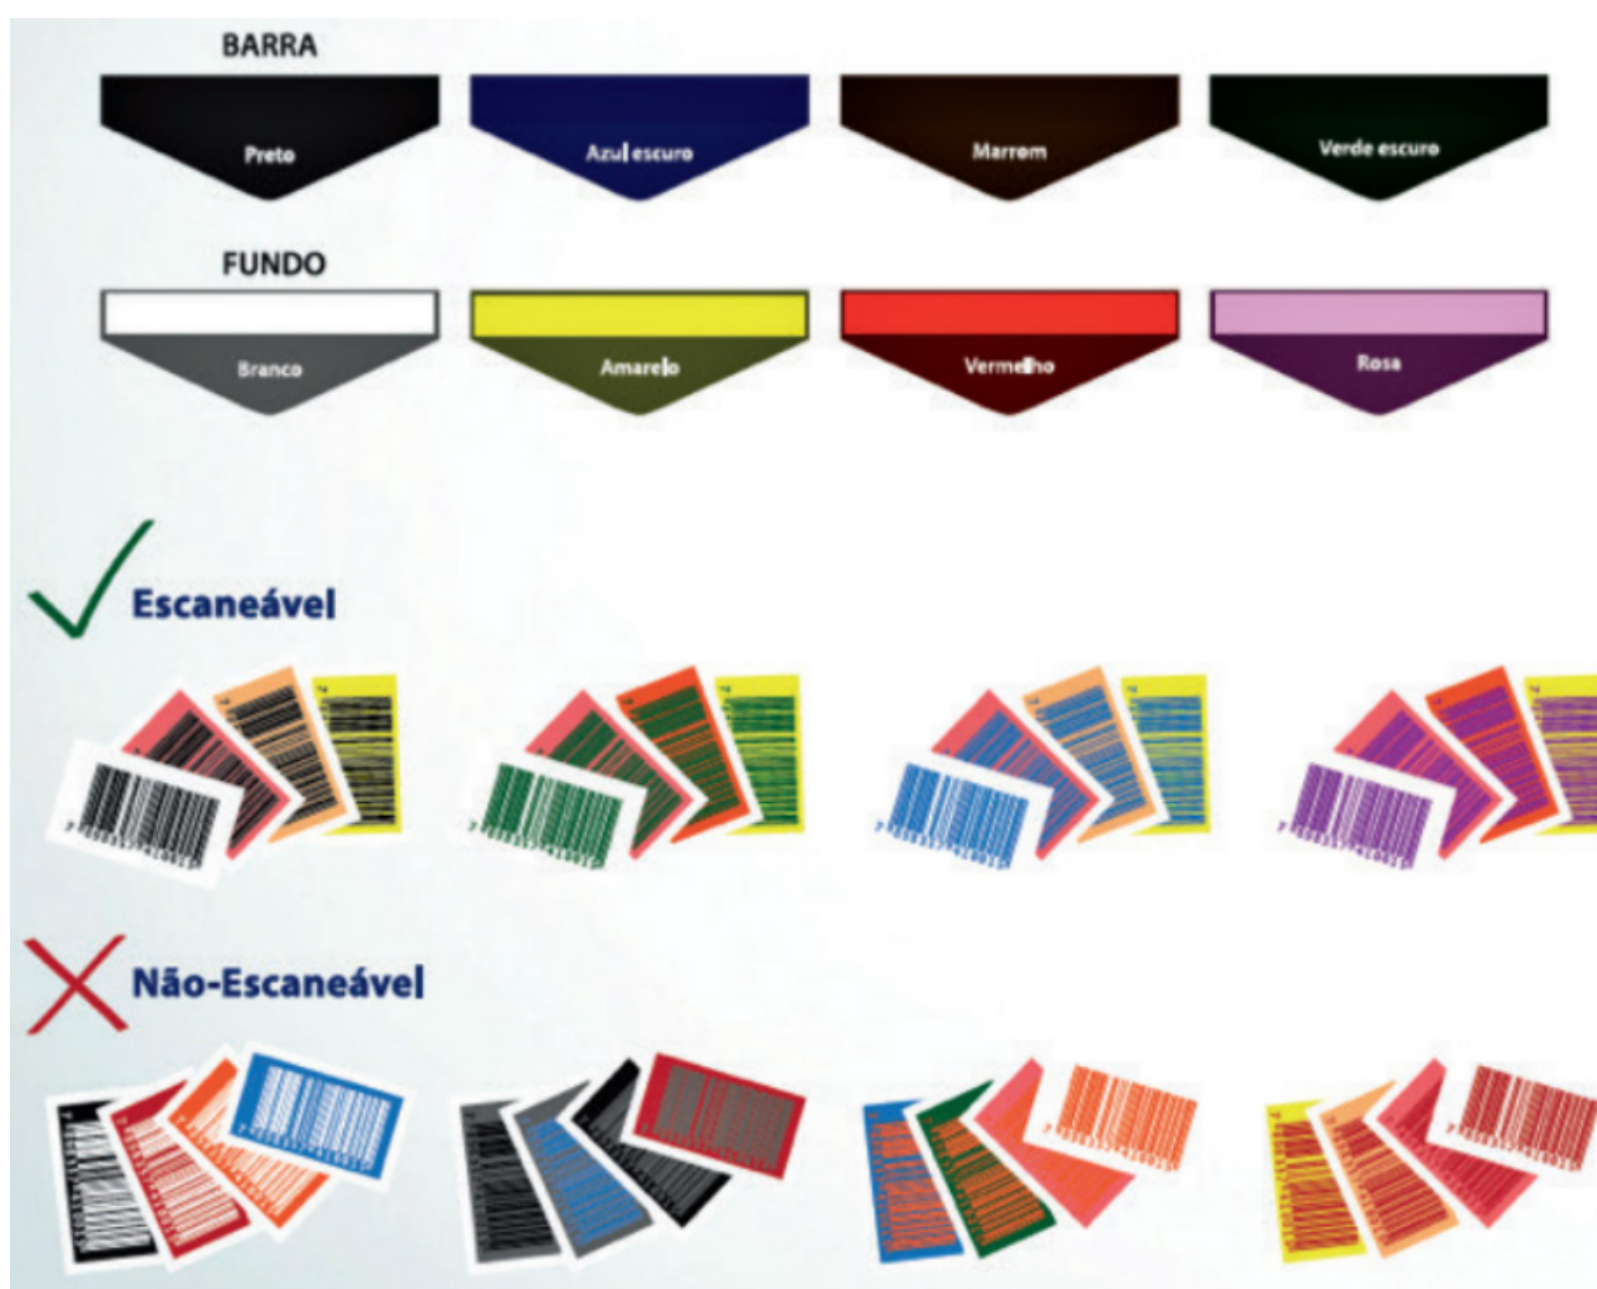 BARRA
Preto
Azul escuro
Marrom
Verde escuro
FUNDO
Branco
Amarelo
Vermelho
Rosa
Escaneável
Não-Escaneável